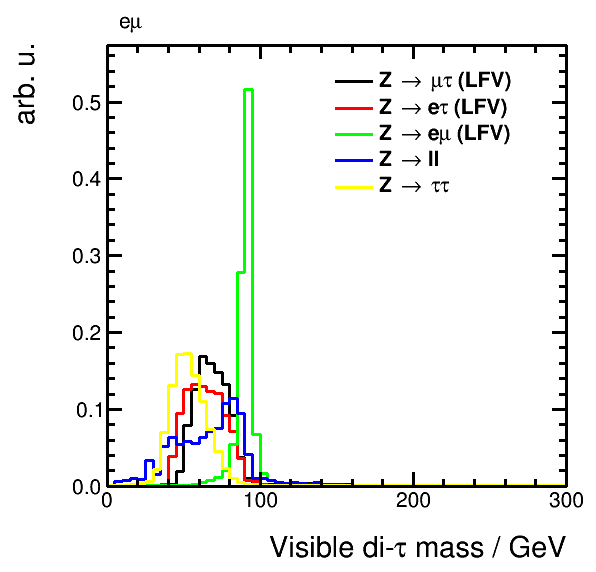 eμ
arb. u.
Z → μτ (LFV)
Z → eτ (LFV)
Z → eμ (LFV)
Z → ll
Z → ττ
0.5
0.4
0.3
0.2
0.1
0.0
0 100 200 300
Visible di-τ mass / GeV